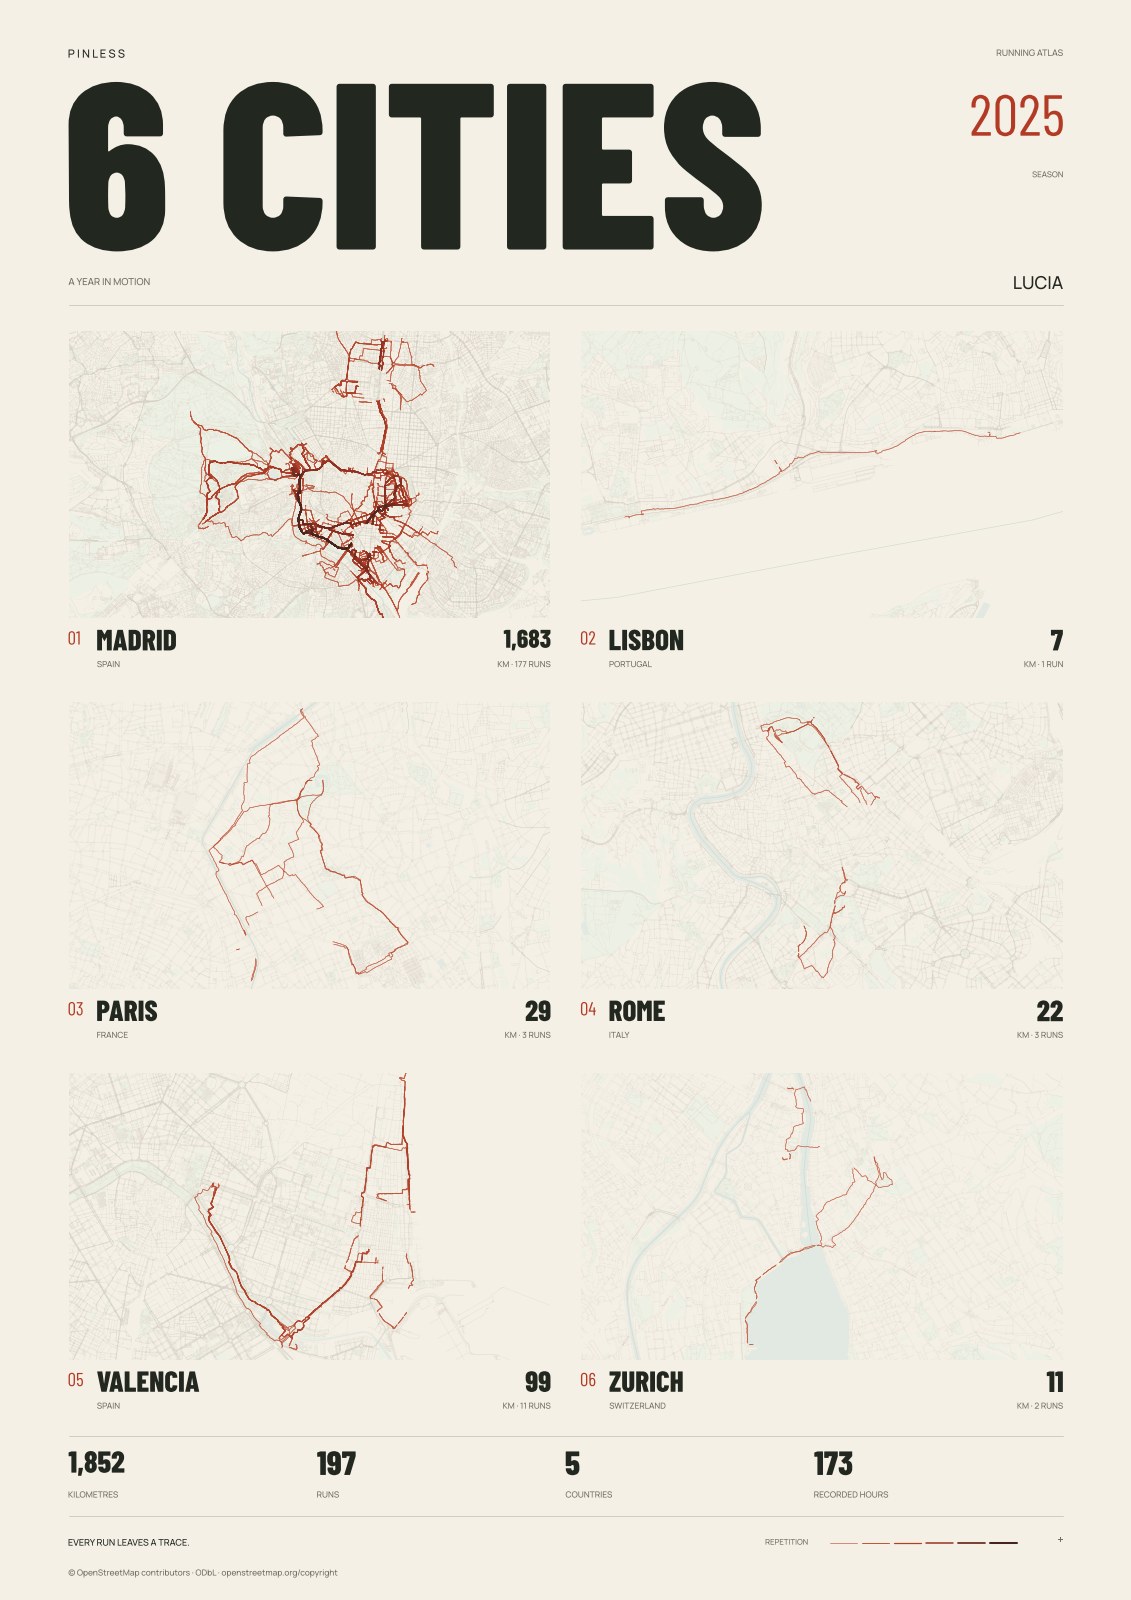 PINLESS
RUNNING ATLAS
6 CITIES
2025
SEASON
A YEAR IN MOTION
LUCIA
01 MADRID 1,683
SPAIN KM · 177 RUNS
02 LISBON 7
PORTUGAL KM · 1 RUN
03 PARIS 29
FRANCE KM · 3 RUNS
04 ROME 22
ITALY KM · 3 RUNS
05 VALENCIA 99
SPAIN KM · 11 RUNS
06 ZURICH 11
SWITZERLAND KM · 2 RUNS
1,852 197 5 173
KILOMETRES RUNS COUNTRIES RECORDED HOURS
EVERY RUN LEAVES A TRACE.
REPETITION +
© OpenStreetMap contributors · ODbL · openstreetmap.org/copyright